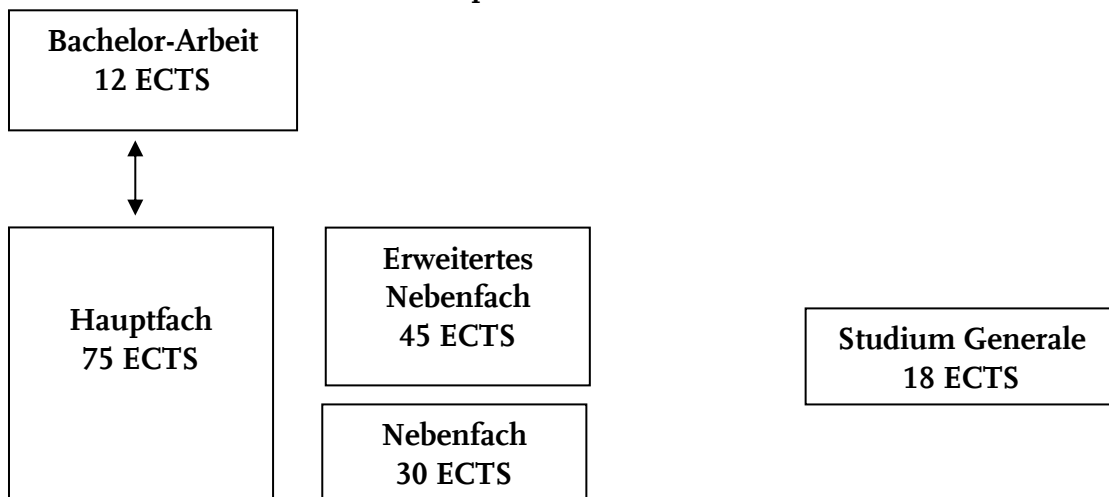 Bachelor-Arbeit
12 ECTS
Hauptfach
75 ECTS
Erweitertes
Nebenfach
45 ECTS
Nebenfach
30 ECTS
Studium Generale
18 ECTS